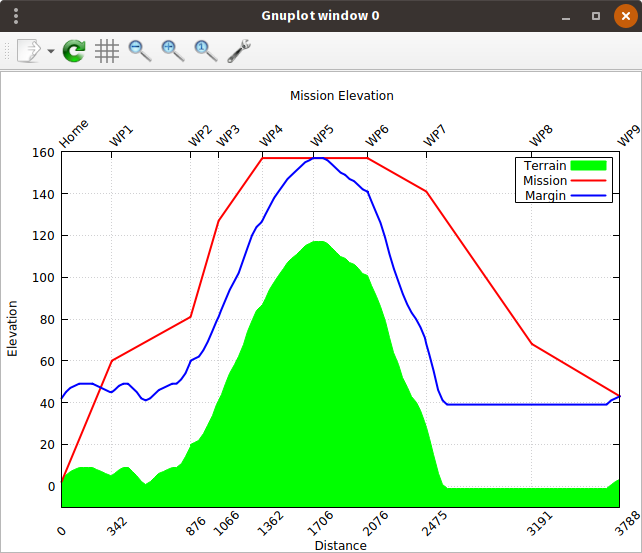 Gnuplot window 0
1
Mission Elevation
Home WP1 WP2 WP3 WP4 WP5 WP6 WP7 WP8 WP9
Terrain
Mission
Margin
160
140
120
100
80
60
40
20
0
Elevation
0 342 876 1066 1362 1706 2076 2475 3191 3788
Distance